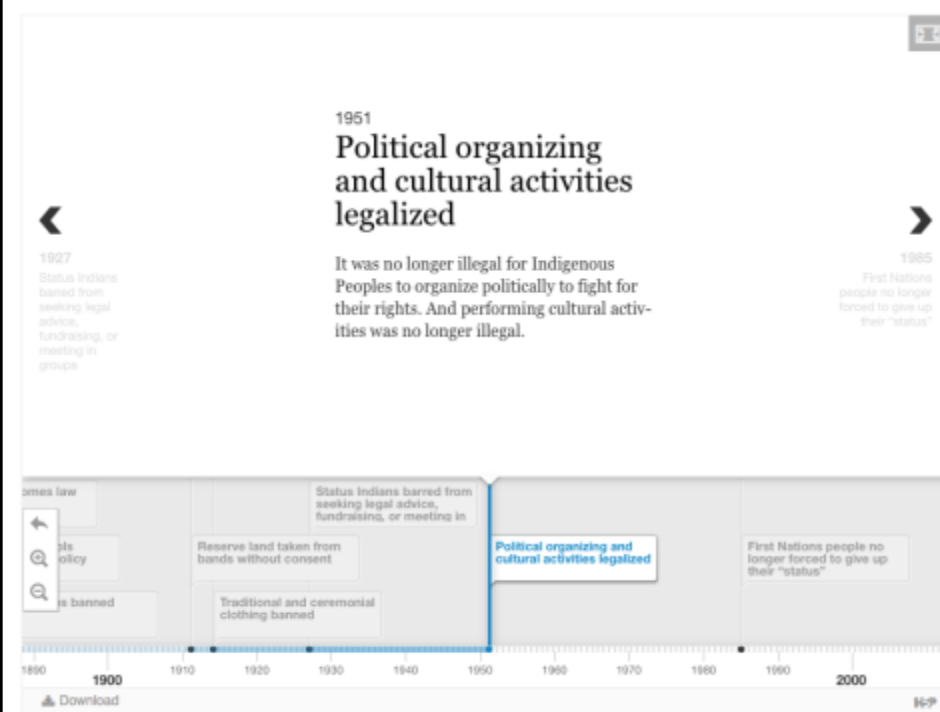 1951
Political organizing
and cultural activities
legalized
It was no longer illegal for Indigenous
Peoples to organize politically to fight for
their rights. And performing cultural activ-
ities was no longer illegal.
1927
Status Indians
barred from
seeking legal
advice,
fundraising, or
meeting in
groups
1985
First Nations
people no longer
forced to give up
their "status"
omes law
ols
olicy
s banned
Status Indians barred from
seeking legal advice,
fundraising, or meeting in
Reserve land taken from
bands without consent
Traditional and ceremonial
clothing banned
Political organizing and
cultural activities legalized
First Nations people no
longer forced to give up
their "status"
1890 1900 1910 1920 1930 1940 1950 1960 1970 1980 1990 2000
Download